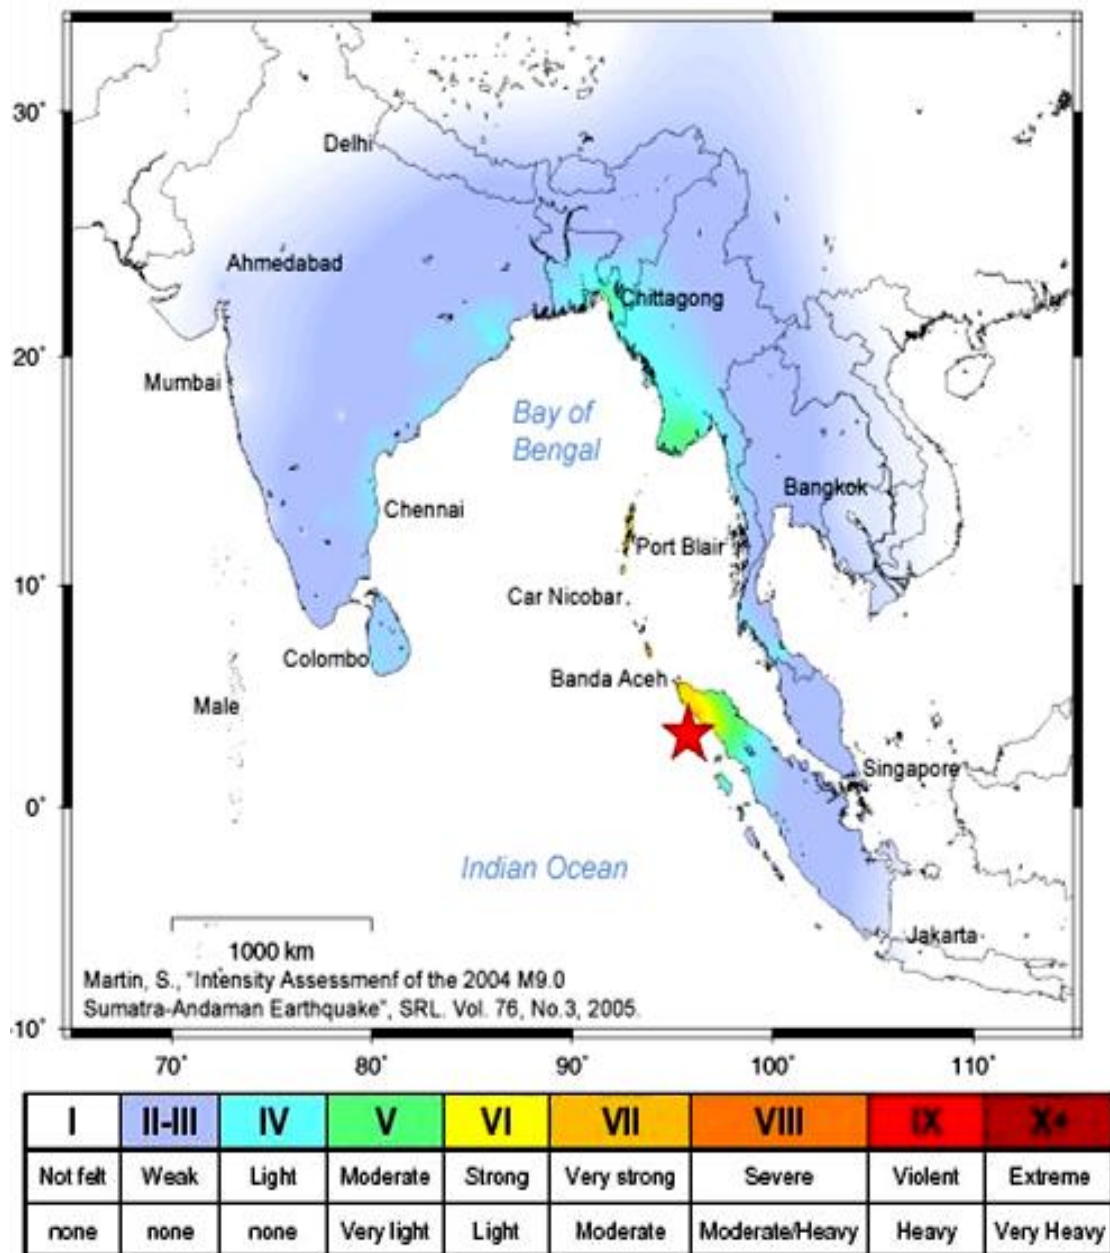 30°
Delhi
Ahmedabad
Chittagong
20°
Mumbai
Bay of
Bengal
Bangkok
Chennai
Port Blair
10°
Car Nicobar
Colombo
Banda Aceh
Male
Singapore
0°
Indian Ocean
Jakarta
1000 km
Martin, S., "Intensity Assessment of the 2004 M9.0
Sumatra-Andaman Earthquake", SRL. Vol. 76, No.3, 2005.
-10°
70° 80° 90° 100° 110°
I II-III IV V VI VII VIII IX X+
Not felt Weak Light Moderate Strong Very strong Severe Violent Extreme
none none none Very light Light Moderate Moderate/Heavy Heavy Very Heavy